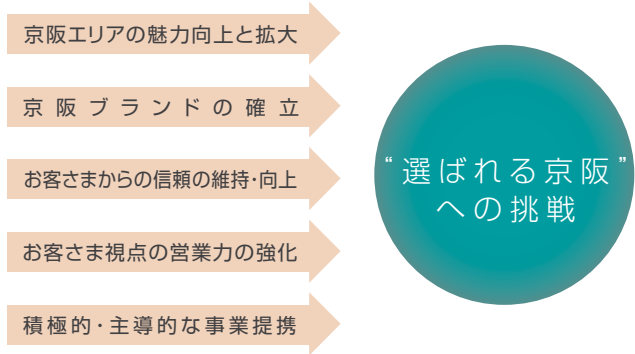 京阪エリアの魅力向上と拡大
京阪ブランドの確立
お客さまからの信頼の維持・向上
お客さま視点の営業力の強化
積極的・主導的な事業提携
“選ばれる京阪”
への挑戦